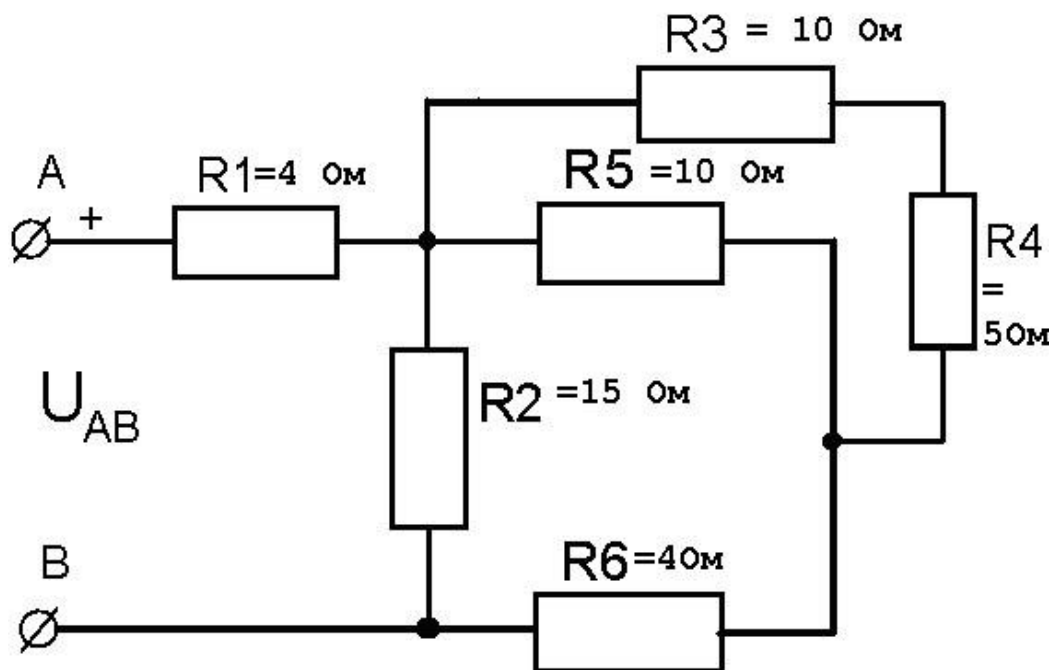 R3 = 10 Ом
A
+
R1=4 Ом
R5 =10 Ом
R4
=
5Ом
U AB
R2 =15 Ом
B
R6=4Ом